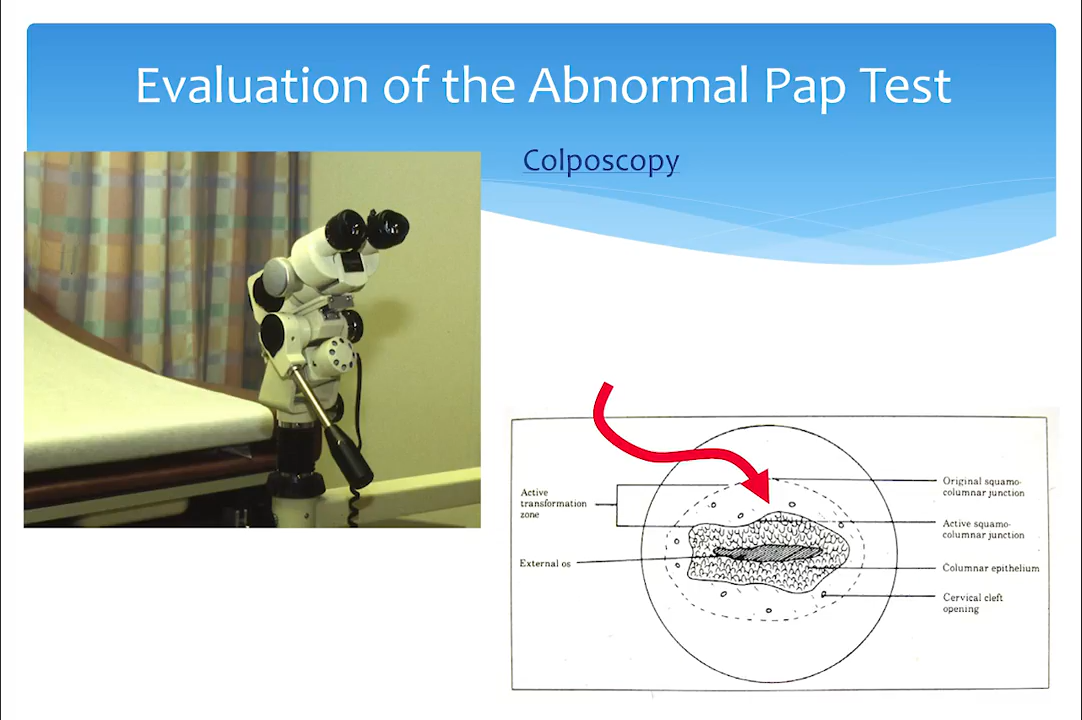 Evaluation of the Abnormal Pap Test
Colposcopy
Active
transformation
zone
External os
Original squamo-
columnar junction
Active squamo-
columnar junction
Columnar epithelium
Cervical cleft
opening